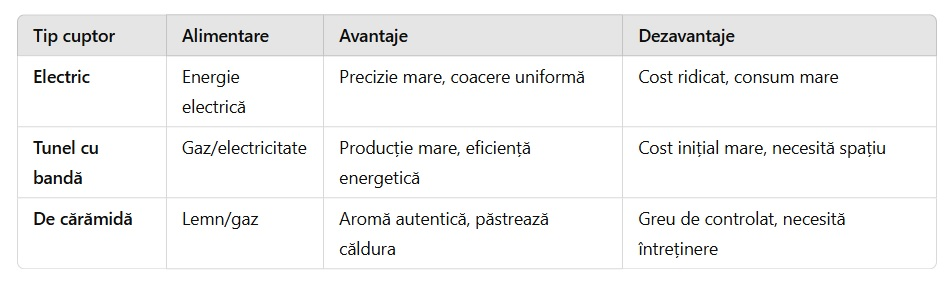 Tip cuptor Alimentare Avantaje Dezavantaje
Electric Energie electrică Precizie mare, coacere uniformă Cost ridicat, consum mare
Tunel cu bandă Gaz/electricitate Producție mare, eficiență energetică Cost inițial mare, necesită spațiu
De cărămidă Lemn/gaz Aromă autentică, păstrează căldura Greu de controlat, necesită întreținere